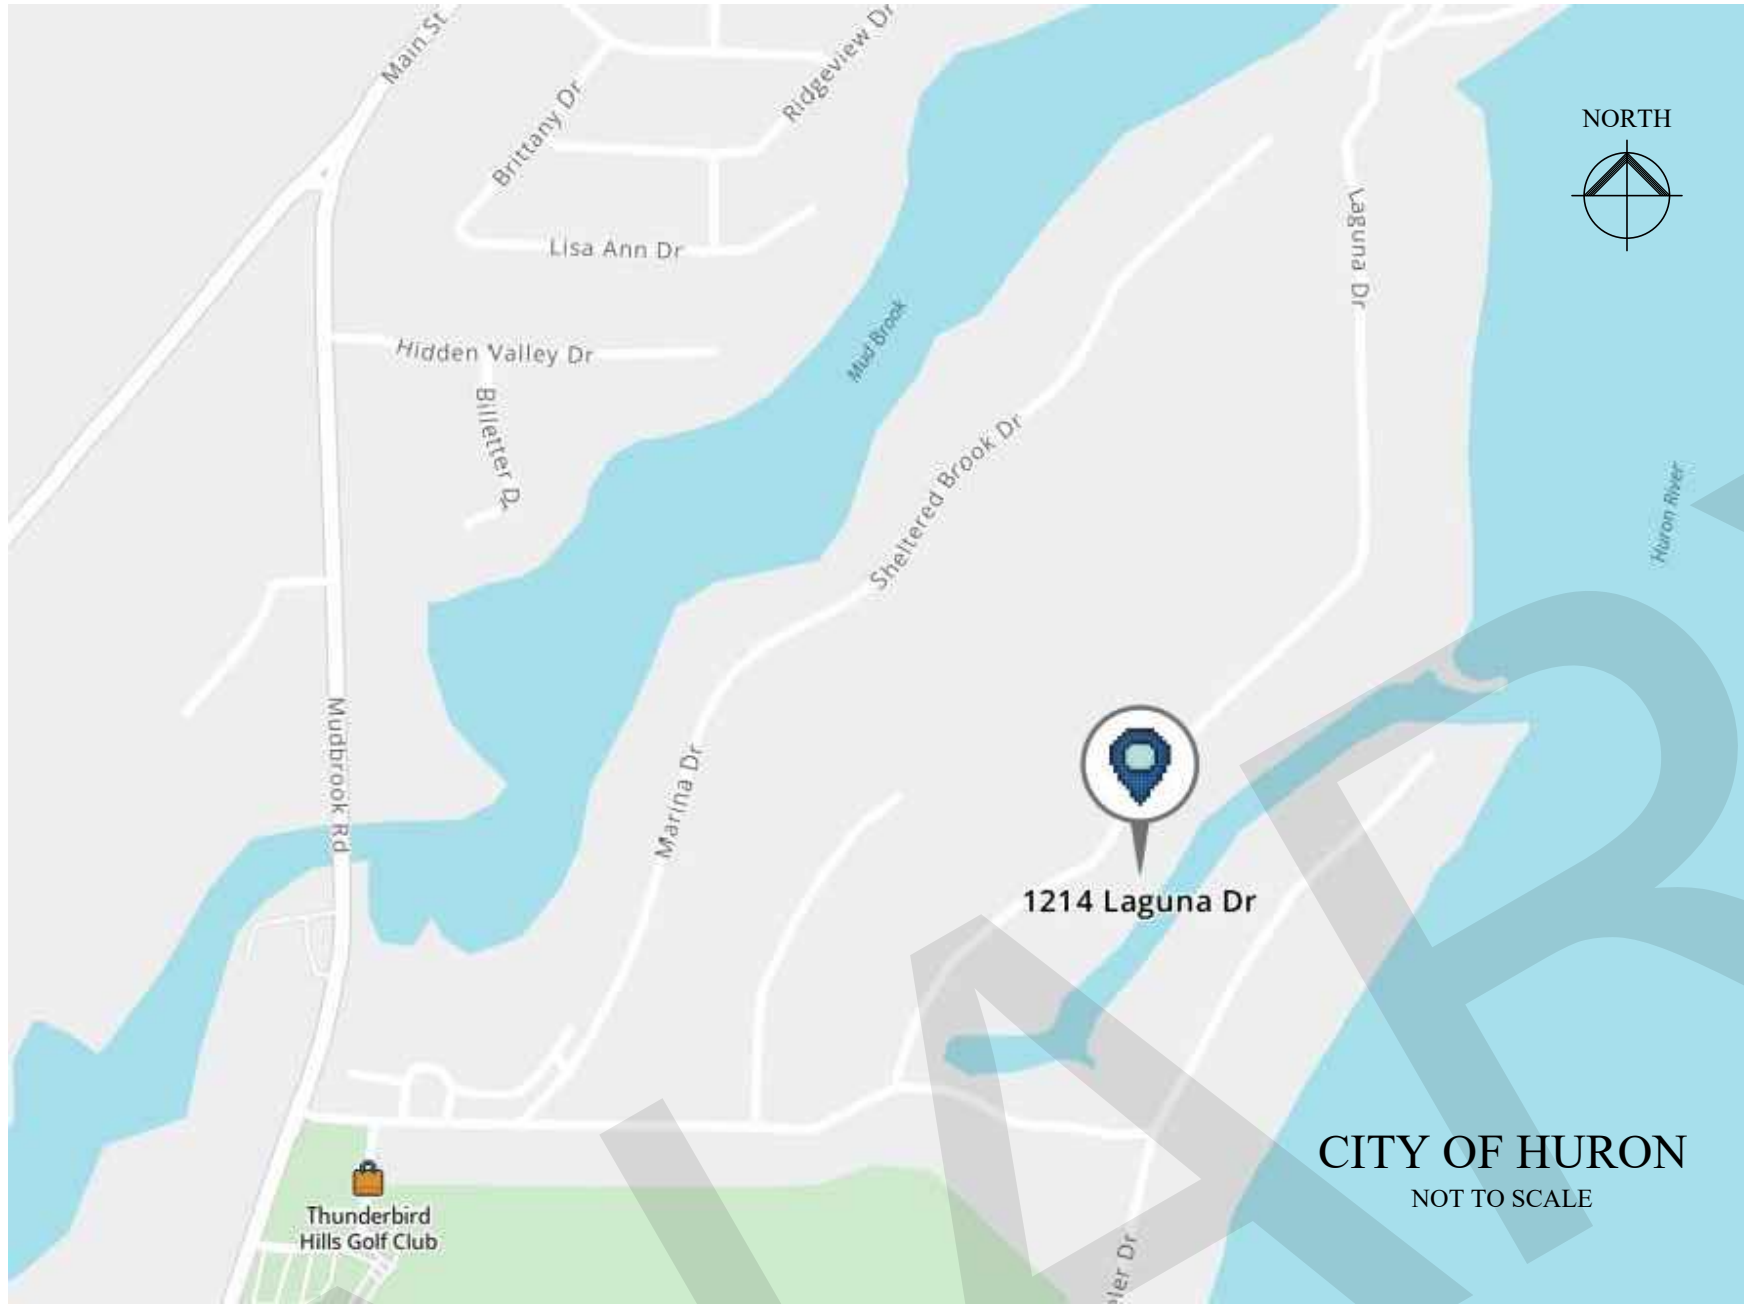 Main St
Brittany Dr
Ridgeview Dr
NORTH
Laguna Dr
Lisa Ann Dr
Mud Brook
Hidden Valley Dr
Billetter D
Sheltered Brook Dr
Huron River
Mudbrook Rd
Marina Dr
1214 Laguna Dr
CITY OF HURON
NOT TO SCALE
Thunderbird
Hills Golf Club
eler Dr